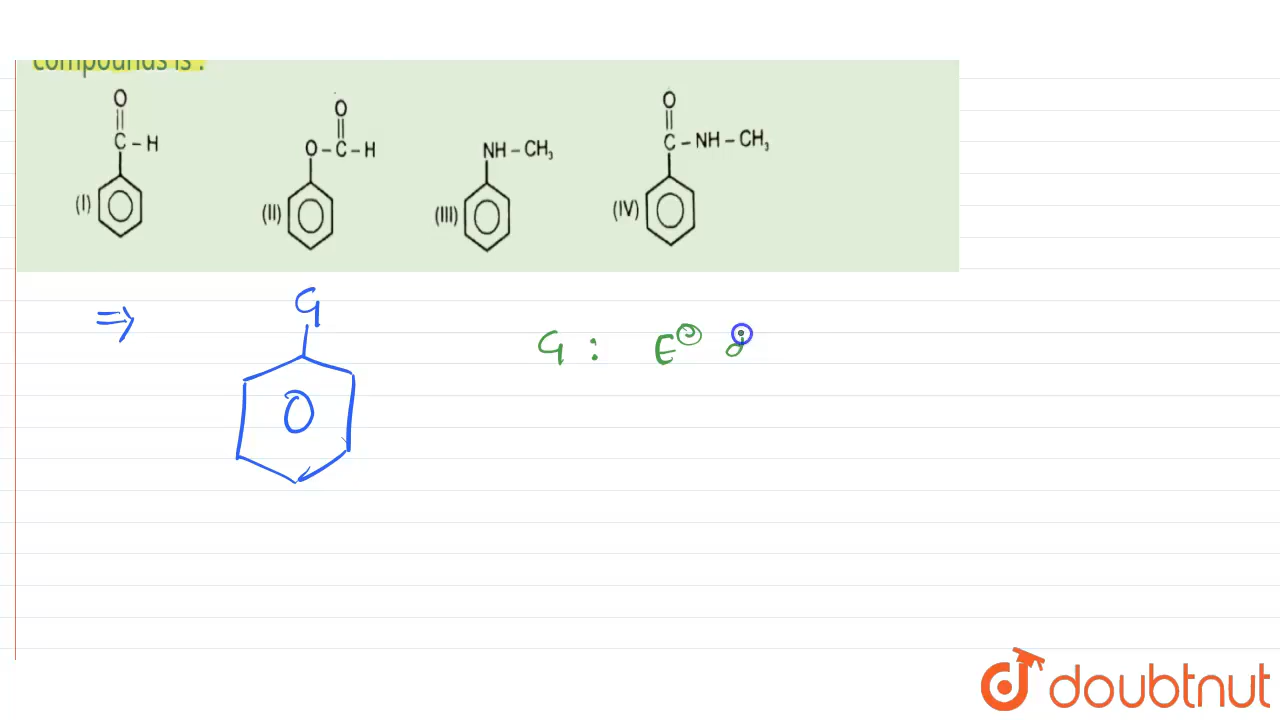 compounds is :
O O O
C – H O – C – H NH – CH₃ C – NH – CH₃
(I) (II) (III) (IV)
⇒ G
G : E⊖ d
O
doubtnut